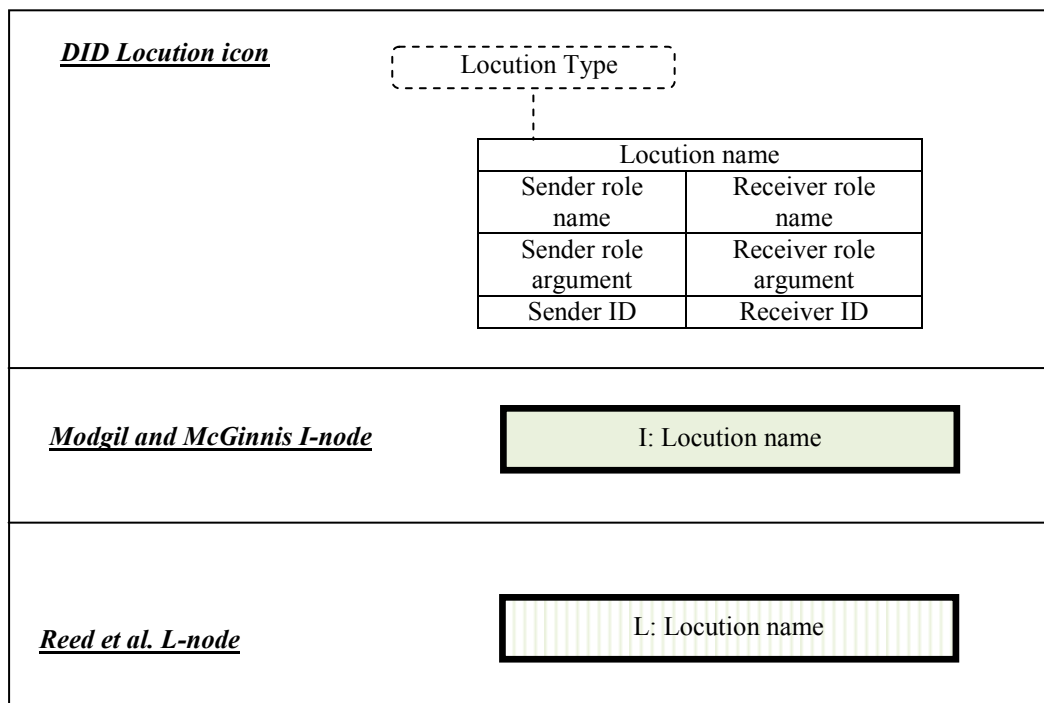 DID Locution icon
Locution Type
Locution name
Sender role name
Receiver role name
Sender role argument
Receiver role argument
Sender ID
Receiver ID
Modgil and McGinnis I-node
I: Locution name
Reed et al. L-node
L: Locution name